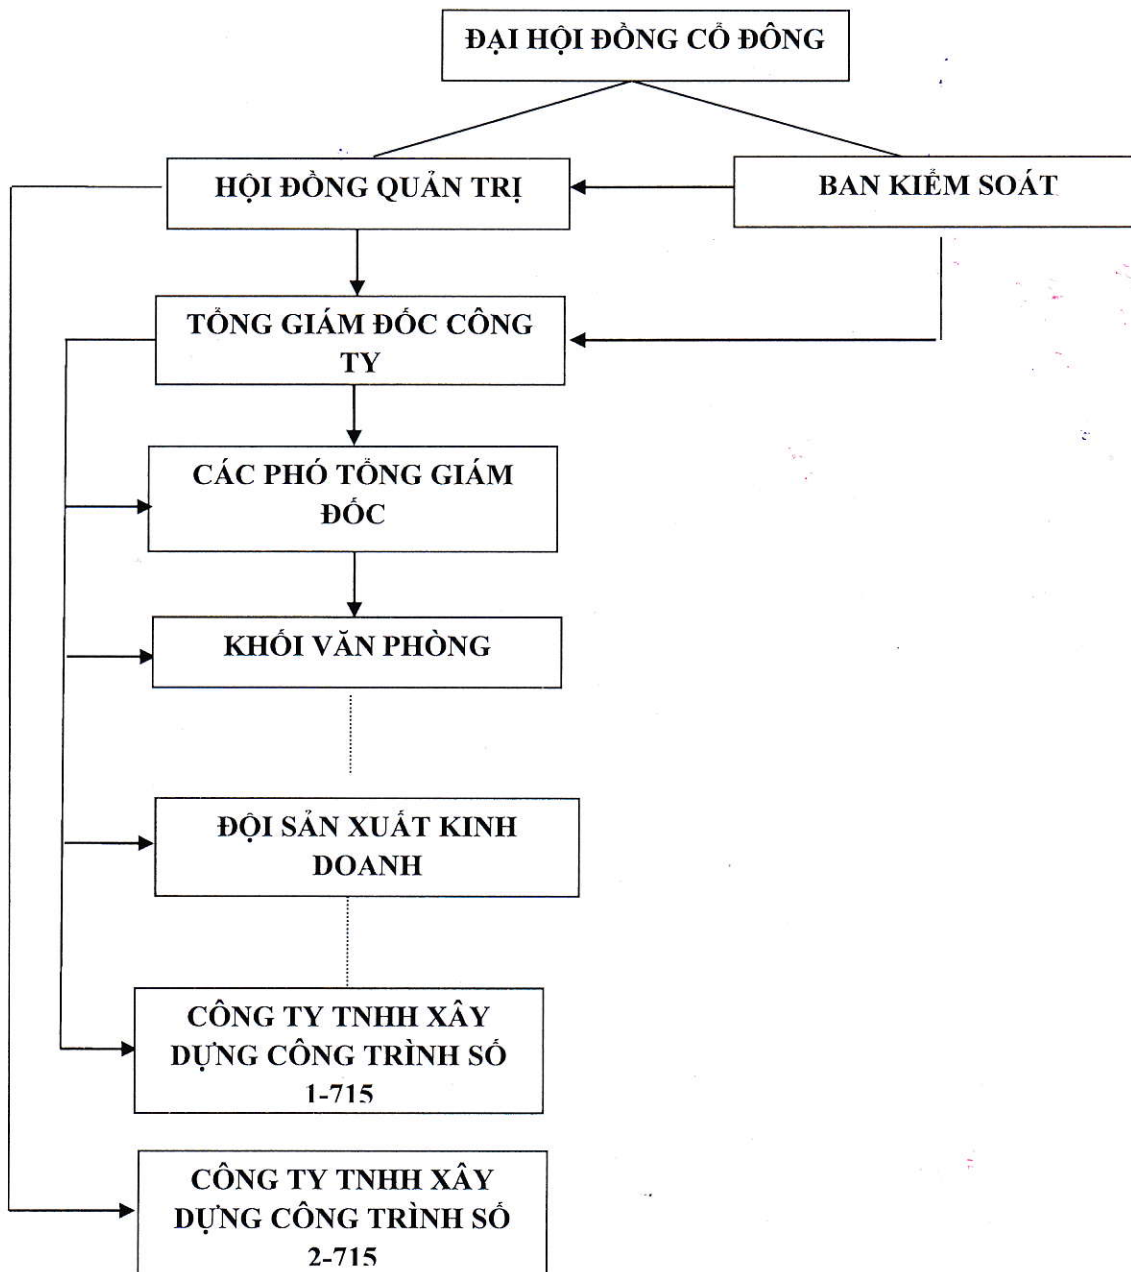 ĐẠI HỘI ĐỒNG CỔ ĐÔNG
HỘI ĐỒNG QUẢN TRỊ
BAN KIỂM SOÁT
TỔNG GIÁM ĐỐC CÔNG
TY
CÁC PHÓ TỔNG GIÁM
ĐỐC
KHỐI VĂN PHÒNG
ĐỘI SẢN XUẤT KINH
DOANH
CÔNG TY TNHH XÂY
DỰNG CÔNG TRÌNH SỐ
1-715
CÔNG TY TNHH XÂY
DỰNG CÔNG TRÌNH SỐ
2-715